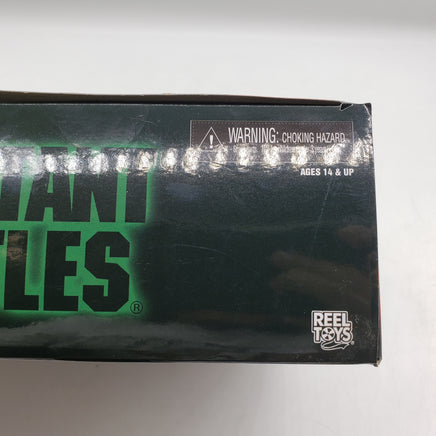 WARNING: CHOKING HAZARD
AGES 14 & UP
TANT
TLES®
REEL
TOYS